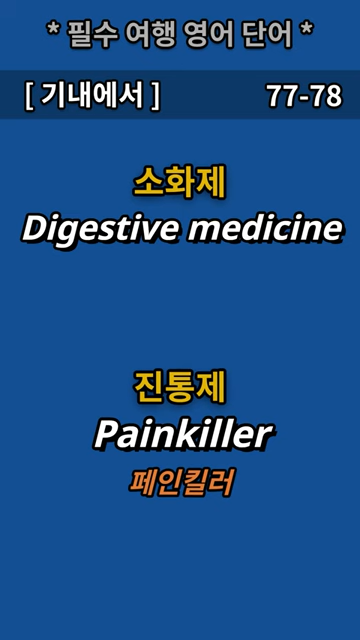 * 필수 여행 영어 단어 *
[ 기내에서 ] 77-78
소화제
Digestive medicine
진통제
Painkiller
페인킬러